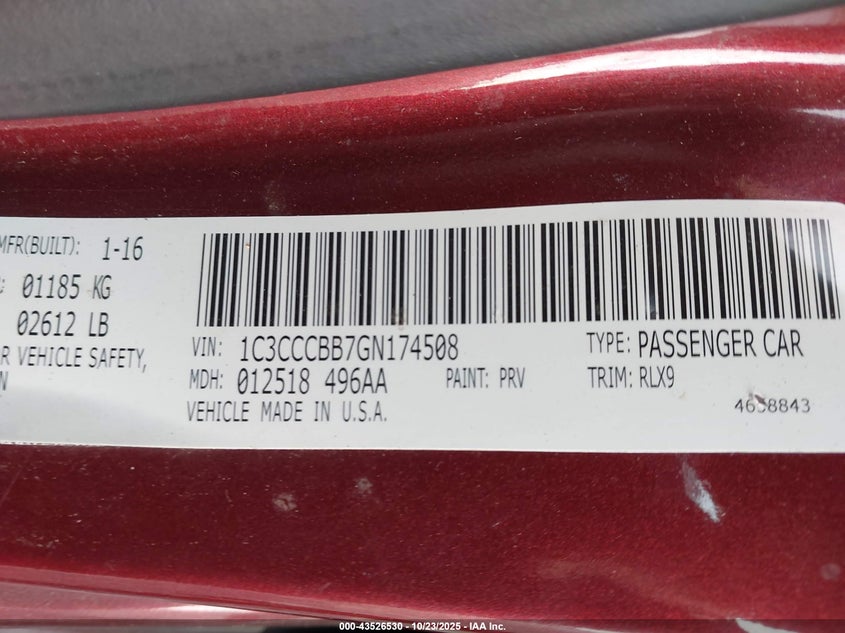 MFR(BUILT): 1-16
01185 KG
02612 LB
VEHICLE SAFETY,
VIN: 1C3CCCBB7GN174508
TYPE: PASSENGER CAR
MDH: 012518 496AA
PAINT: PRV
TRIM: RLX9
VEHICLE MADE IN U.S.A.
4658843
000-43526530 - 10/23/2025 - IAA Inc.